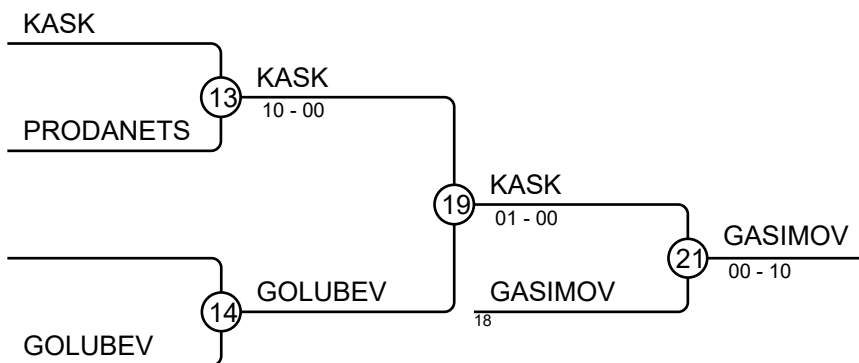 KASK
13
KASK
10 - 00
PRODANETS
19
KASK
01 - 00
21
GASIMOV
00 - 10
14
GOLUBEV
GASIMOV
18
GOLUBEV